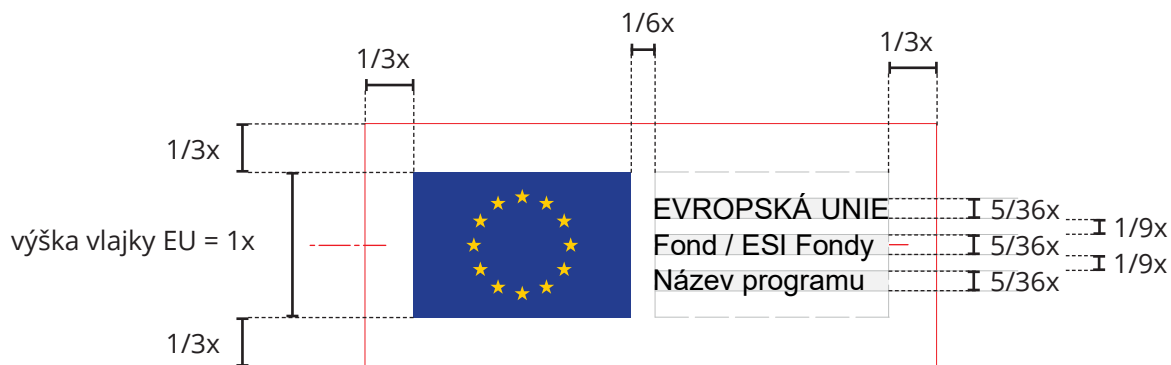 1/6x
1/3x
1/3x
1/3x
EVROPSKÁ UNIE
5/36x
1/9x
výška vlajky EU = 1x
Fond / ESI Fondy
5/36x
1/9x
Název programu
5/36x
1/3x